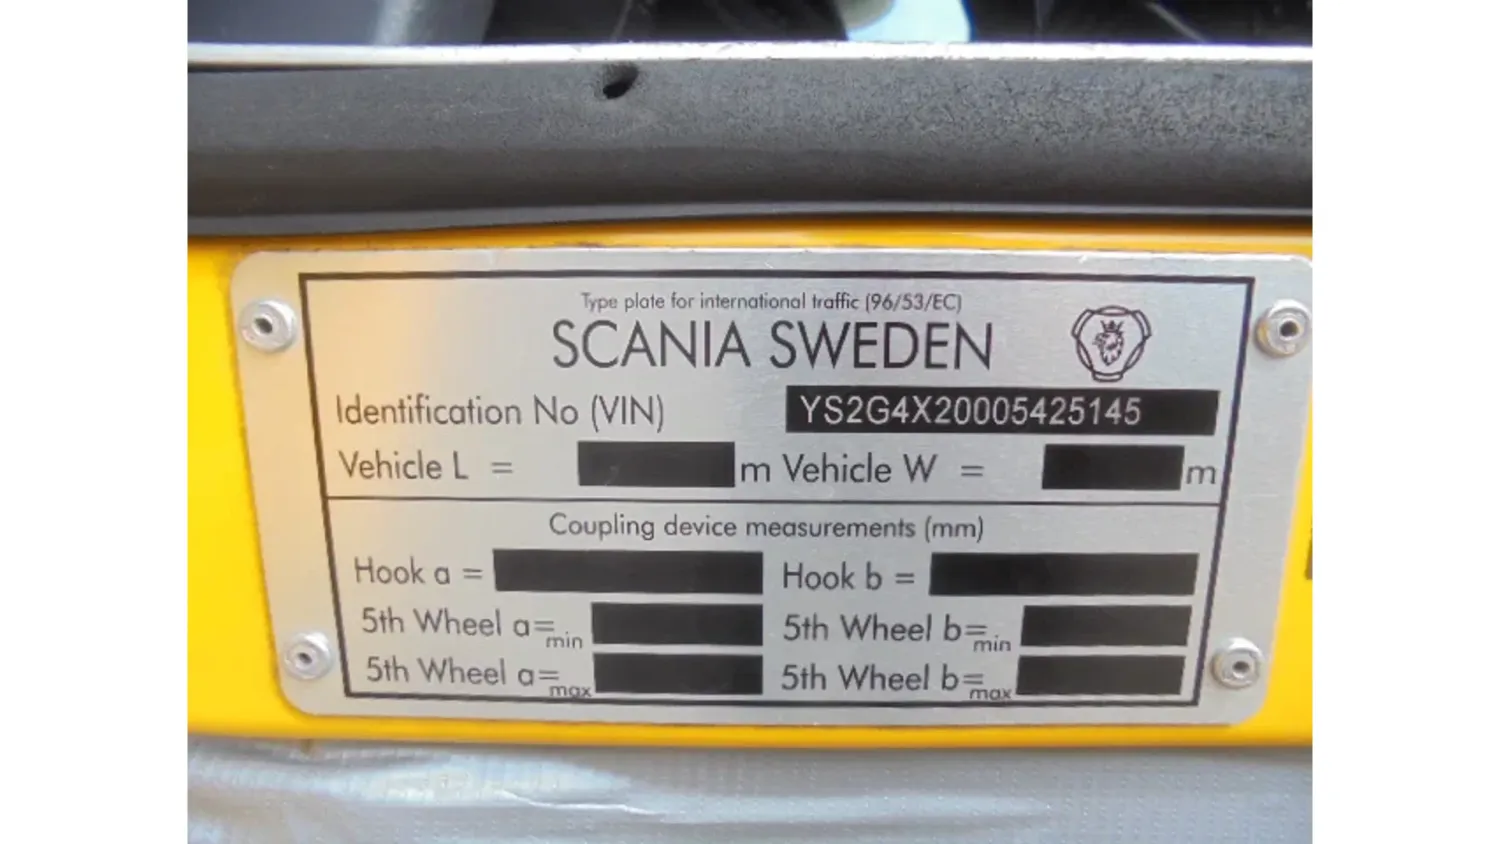 Type plate for international traffic (96/53/EC)
SCANIA SWEDEN
Identification No (VIN) YS2G4X20005425145
Vehicle L = m Vehicle W = m
Coupling device measurements (mm)
Hook a = Hook b =
5th Wheel a= min 5th Wheel b= min
5th Wheel a= max 5th Wheel b= max